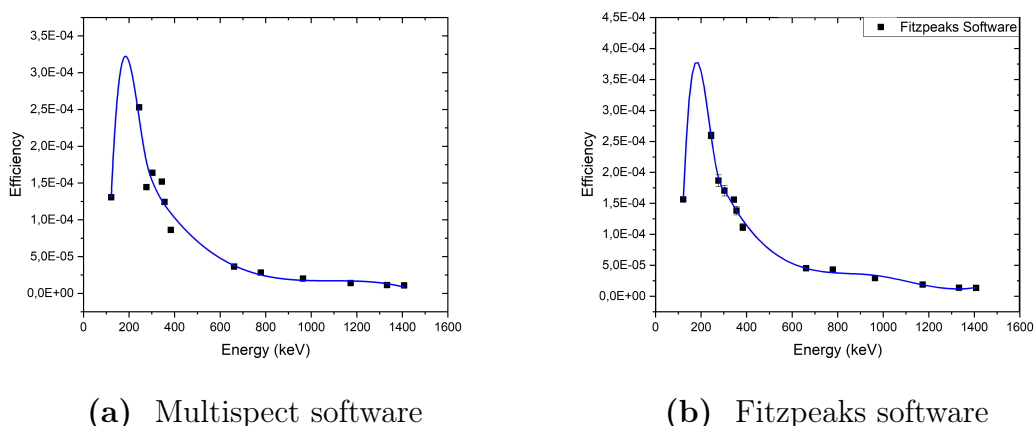 3,5E-04
3,0E-04
2,5E-04
2,0E-04
1,5E-04
1,0E-04
5,0E-05
0,0E+00
Efficiency
0 200 400 600 800 1000 1200 1400 1600
Energy (keV)
(a) Multispect software
4,5E-04
4,0E-04
3,5E-04
3,0E-04
2,5E-04
2,0E-04
1,5E-04
1,0E-04
5,0E-05
0,0E+00
Efficiency
Fitzpeaks Software
0 200 400 600 800 1000 1200 1400 1600
Energy (keV)
(b) Fitzpeaks software